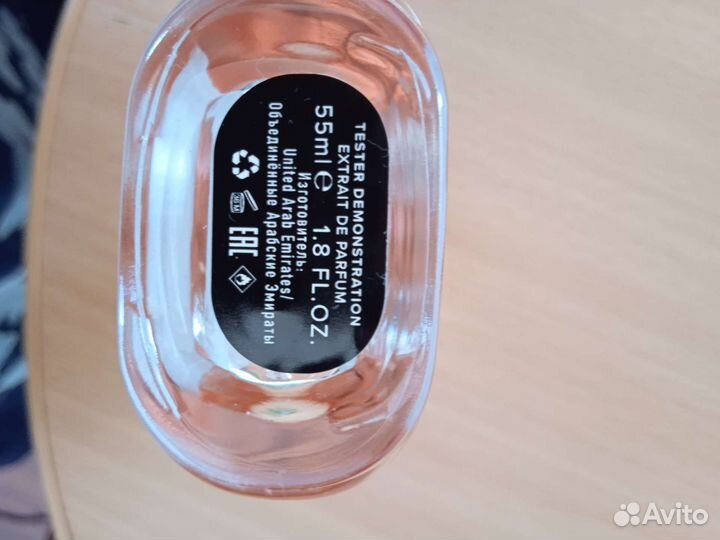 TESTER DEMONSTRATION
EXTRAIT DE PARFUM
55ml e 1.8 FL.OZ.
Изготовитель:
United Arab Emirates/
Объединённые Арабские Эмираты
36M EAC
Avito